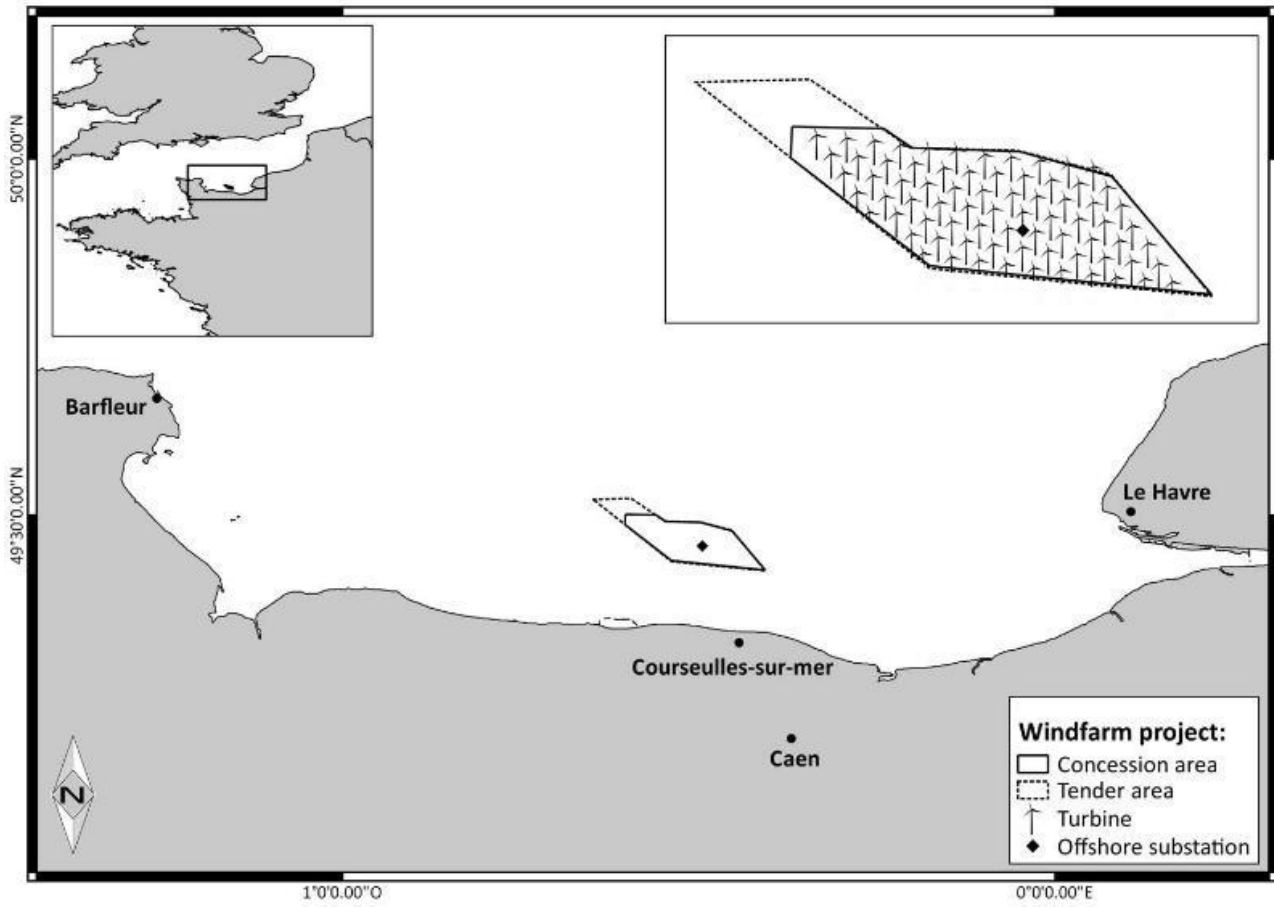 50°0'0.00"N
Barfleur
Le Havre
49°30'0.00"N
Courseulles-sur-mer
Caen
Windfarm project:
Concession area
Tender area
Turbine
Offshore substation
N
1°0'0.00"O
0°0'0.00"E